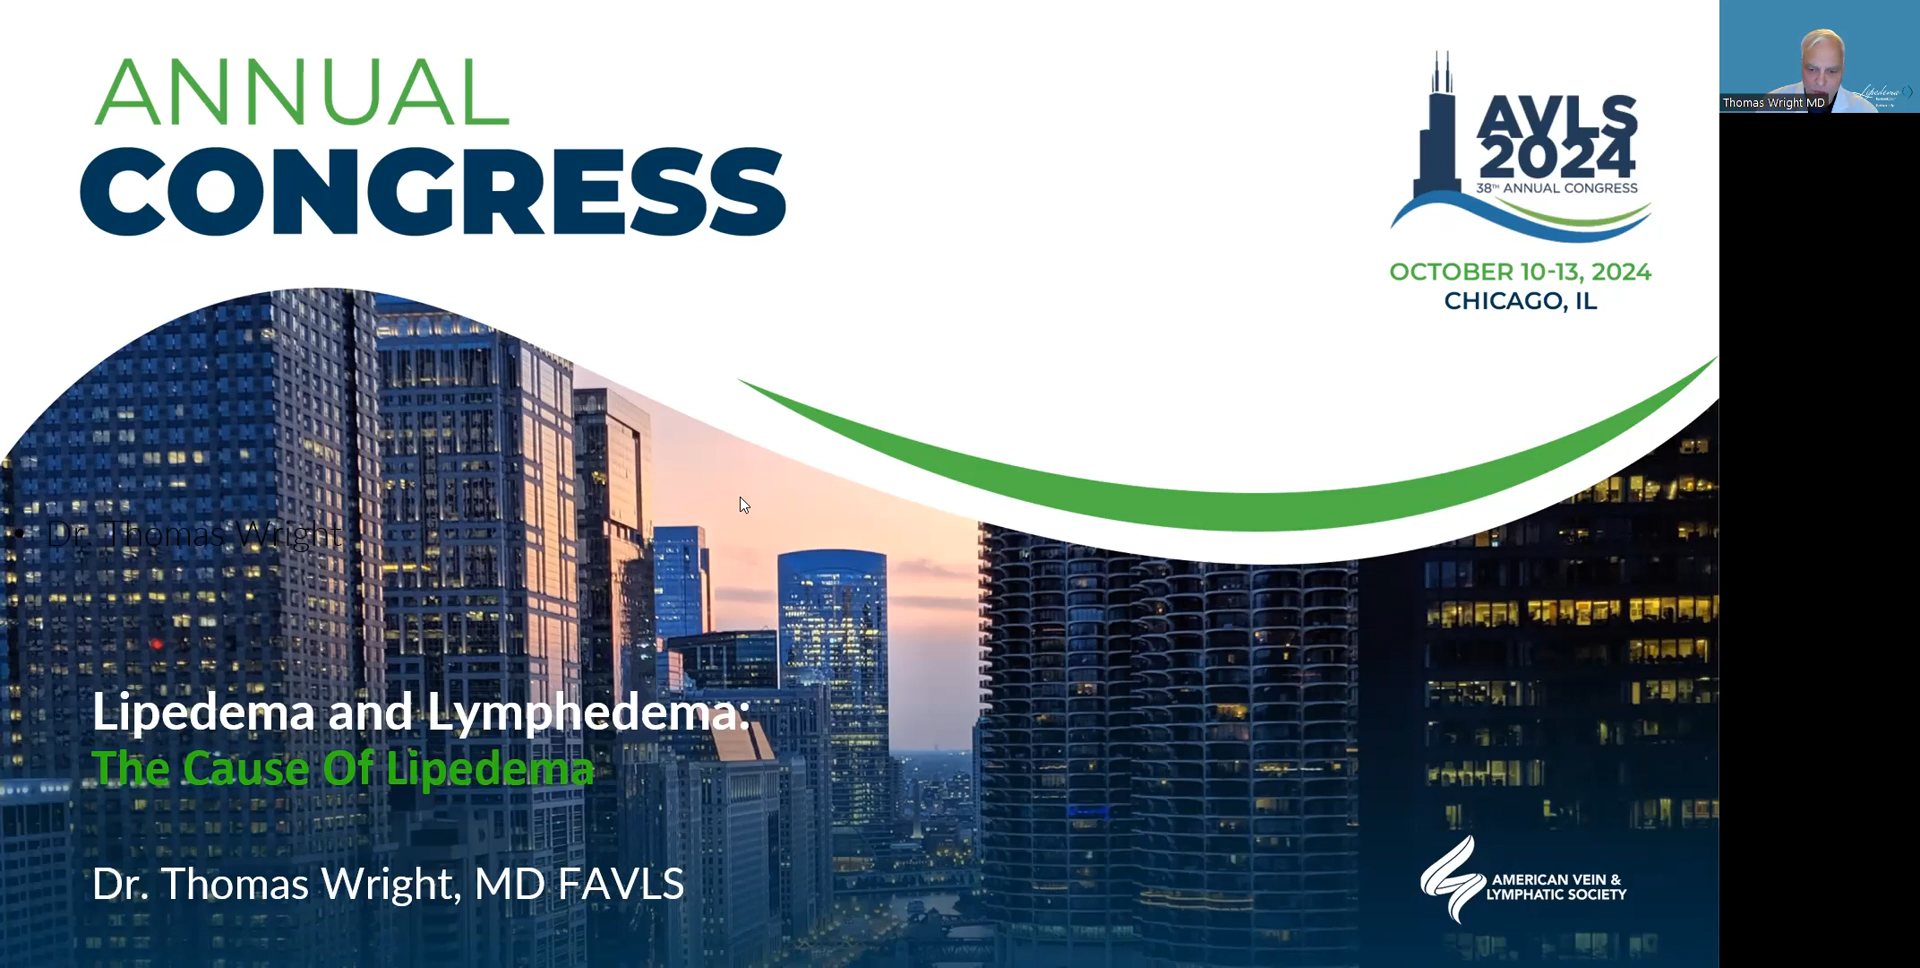 ANNUAL
CONGRESS
AVLS
2024
38TH ANNUAL CONGRESS
OCTOBER 10-13, 2024
CHICAGO, IL
Thomas Wright MD
Lipedema
• Dr. Thomas Wright
Lipedema and Lymphedema:
The Cause Of Lipedema
Dr. Thomas Wright, MD FAVLS
AMERICAN VEIN &
LYMPHATIC SOCIETY